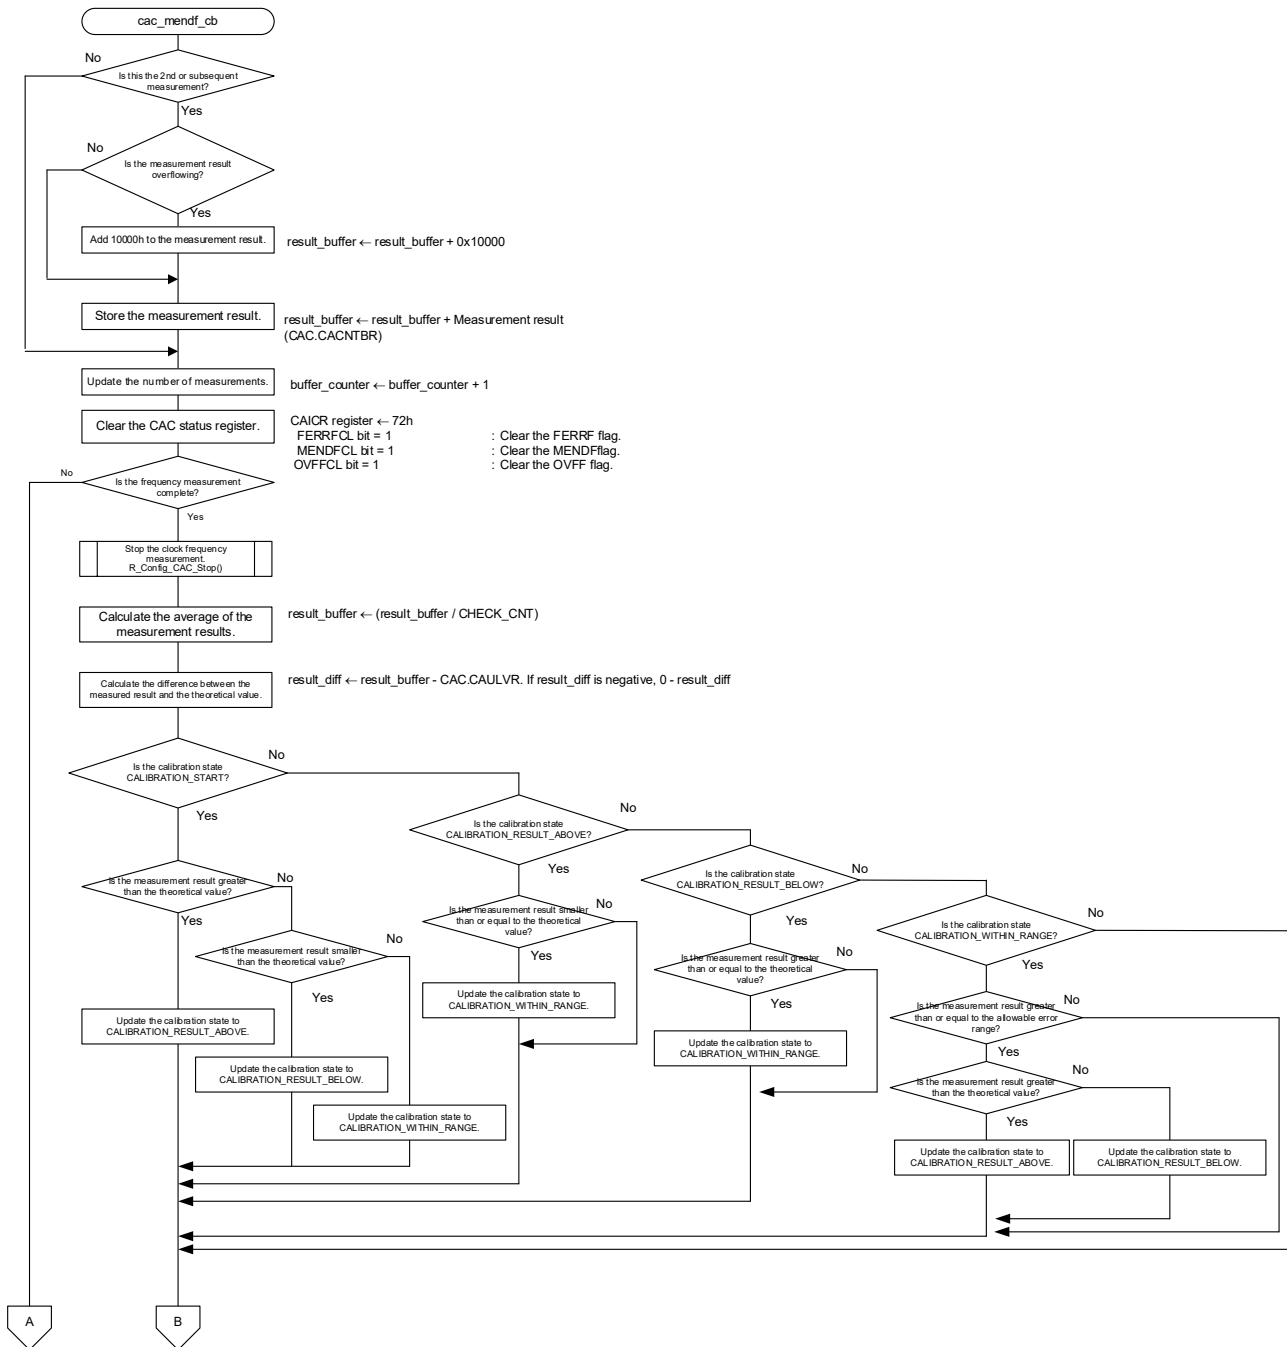 cac_mendf_cb
No
Is this the 2nd or subsequent
measurement?
Yes
No
Is the measurement result
overflowing?
Yes
Add 10000h to the measurement result.
result_buffer ← result_buffer + 0x10000
Store the measurement result.
result_buffer ← result_buffer + Measurement result
(CAC.CACNTBR)
Update the number of measurements.
buffer_counter ← buffer_counter + 1
Clear the CAC status register.
CAICR register ← 72h
FERRFCL bit = 1 : Clear the FERRF flag.
MENDFCL bit = 1 : Clear the MENDFflag.
OVFFCL bit = 1 : Clear the OVFF flag.
No
Is the frequency measurement
complete?
Yes
Stop the clock frequency
measurement.
R_Config_CAC_Stop()
Calculate the average of the
measurement results.
result_buffer ← (result_buffer / CHECK_CNT)
Calculate the difference between the
measured result and the theoretical value.
result_diff ← result_buffer - CAC.CAULVR. If result_diff is negative, 0 - result_diff
No
Is the calibration state
CALIBRATION_START?
Yes
No
Is the calibration state
CALIBRATION_RESULT_ABOVE?
Yes
No
Is the calibration state
CALIBRATION_RESULT_BELOW?
Yes
No
Is the calibration state
CALIBRATION_WITHIN_RANGE?
Yes
Is the measurement result greater
than the theoretical value?
No
Yes
Is the measurement result smaller
than the theoretical value?
No
Yes
Is the measurement result smaller
than or equal to the theoretical
value?
No
Yes
Is the measurement result greater
than or equal to the theoretical
value?
No
Yes
Is the measurement result greater
than or equal to the allowable error
range?
No
Yes
Is the measurement result greater
than the theoretical value?
No
Yes
Update the calibration state to
CALIBRATION_RESULT_ABOVE.
Update the calibration state to
CALIBRATION_RESULT_BELOW.
Update the calibration state to
CALIBRATION_WITHIN_RANGE.
Update the calibration state to
CALIBRATION_WITHIN_RANGE.
Update the calibration state to
CALIBRATION_WITHIN_RANGE.
Update the calibration state to
CALIBRATION_RESULT_ABOVE.
Update the calibration state to
CALIBRATION_RESULT_BELOW.
A
B